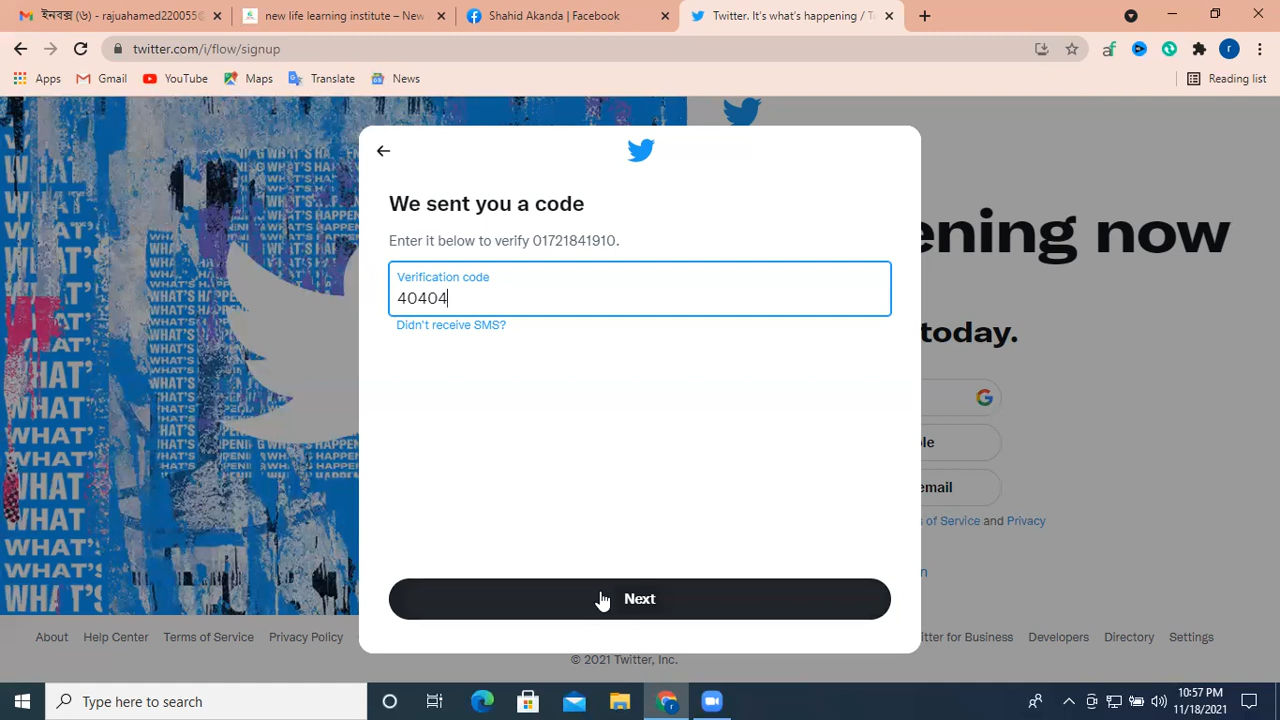 ইনবক্স (৬) - rajuahamed220055@
new life learning institute – New
Shahid Akanda | Facebook
Twitter. It's what's happening / T
twitter.com/i/flow/signup
r
Apps
Gmail
YouTube
Maps
Translate
News
Reading list
We sent you a code
Enter it below to verify 01721841910.
Verification code
40404
Didn't receive SMS?
Next
ening now
today.
le
email
s of Service and Privacy
n
WHAT'S
HAPPENING
About
Help Center
Terms of Service
Privacy Policy
itter for Business
Developers
Directory
Settings
© 2021 Twitter, Inc.
Type here to search
10:57 PM
11/18/2021